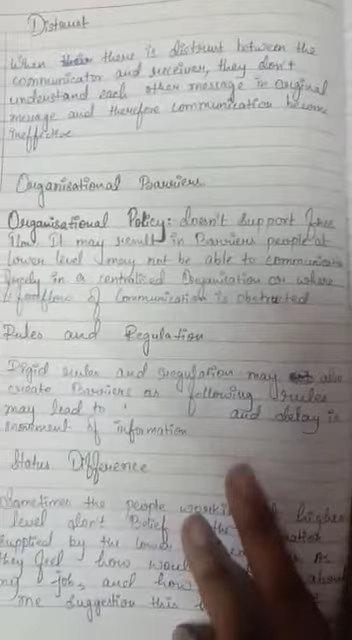 Distrust
When there is distrust between the
communicator and receiver, they don't
understand each other message in original
message and therefore communication become
ineffective
Organisational Barriers
Organisational Policy: doesn't support free
flow It may result in Barriers people at
lower level may not be able to communicate
freely in a centralised Organisation or where
of communication is obstructed
Rules and Regulation
Rigid rules and regulation may also
create Barriers as following rules
may lead to and delay in
movement of information
Status Difference
Sometimes the people higher
level don't Belief the
supplied by the lower
they feel how would about
my job, and how
me suggestion this